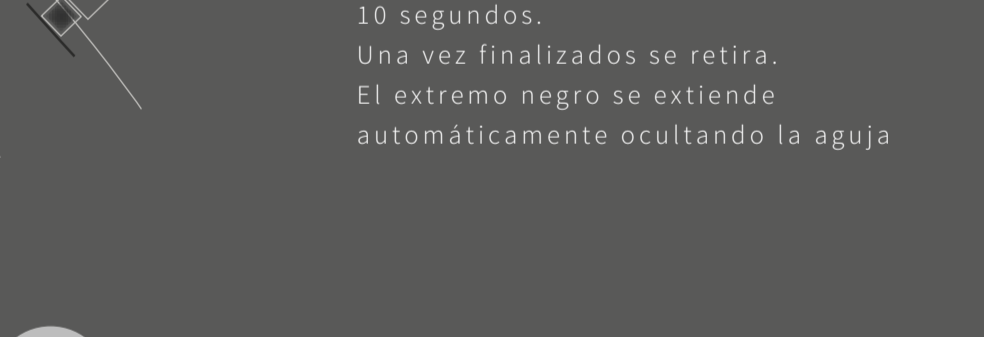 10 segundos.
Una vez finalizados se retira.
El extremo negro se extiende
automáticamente ocultando la aguja